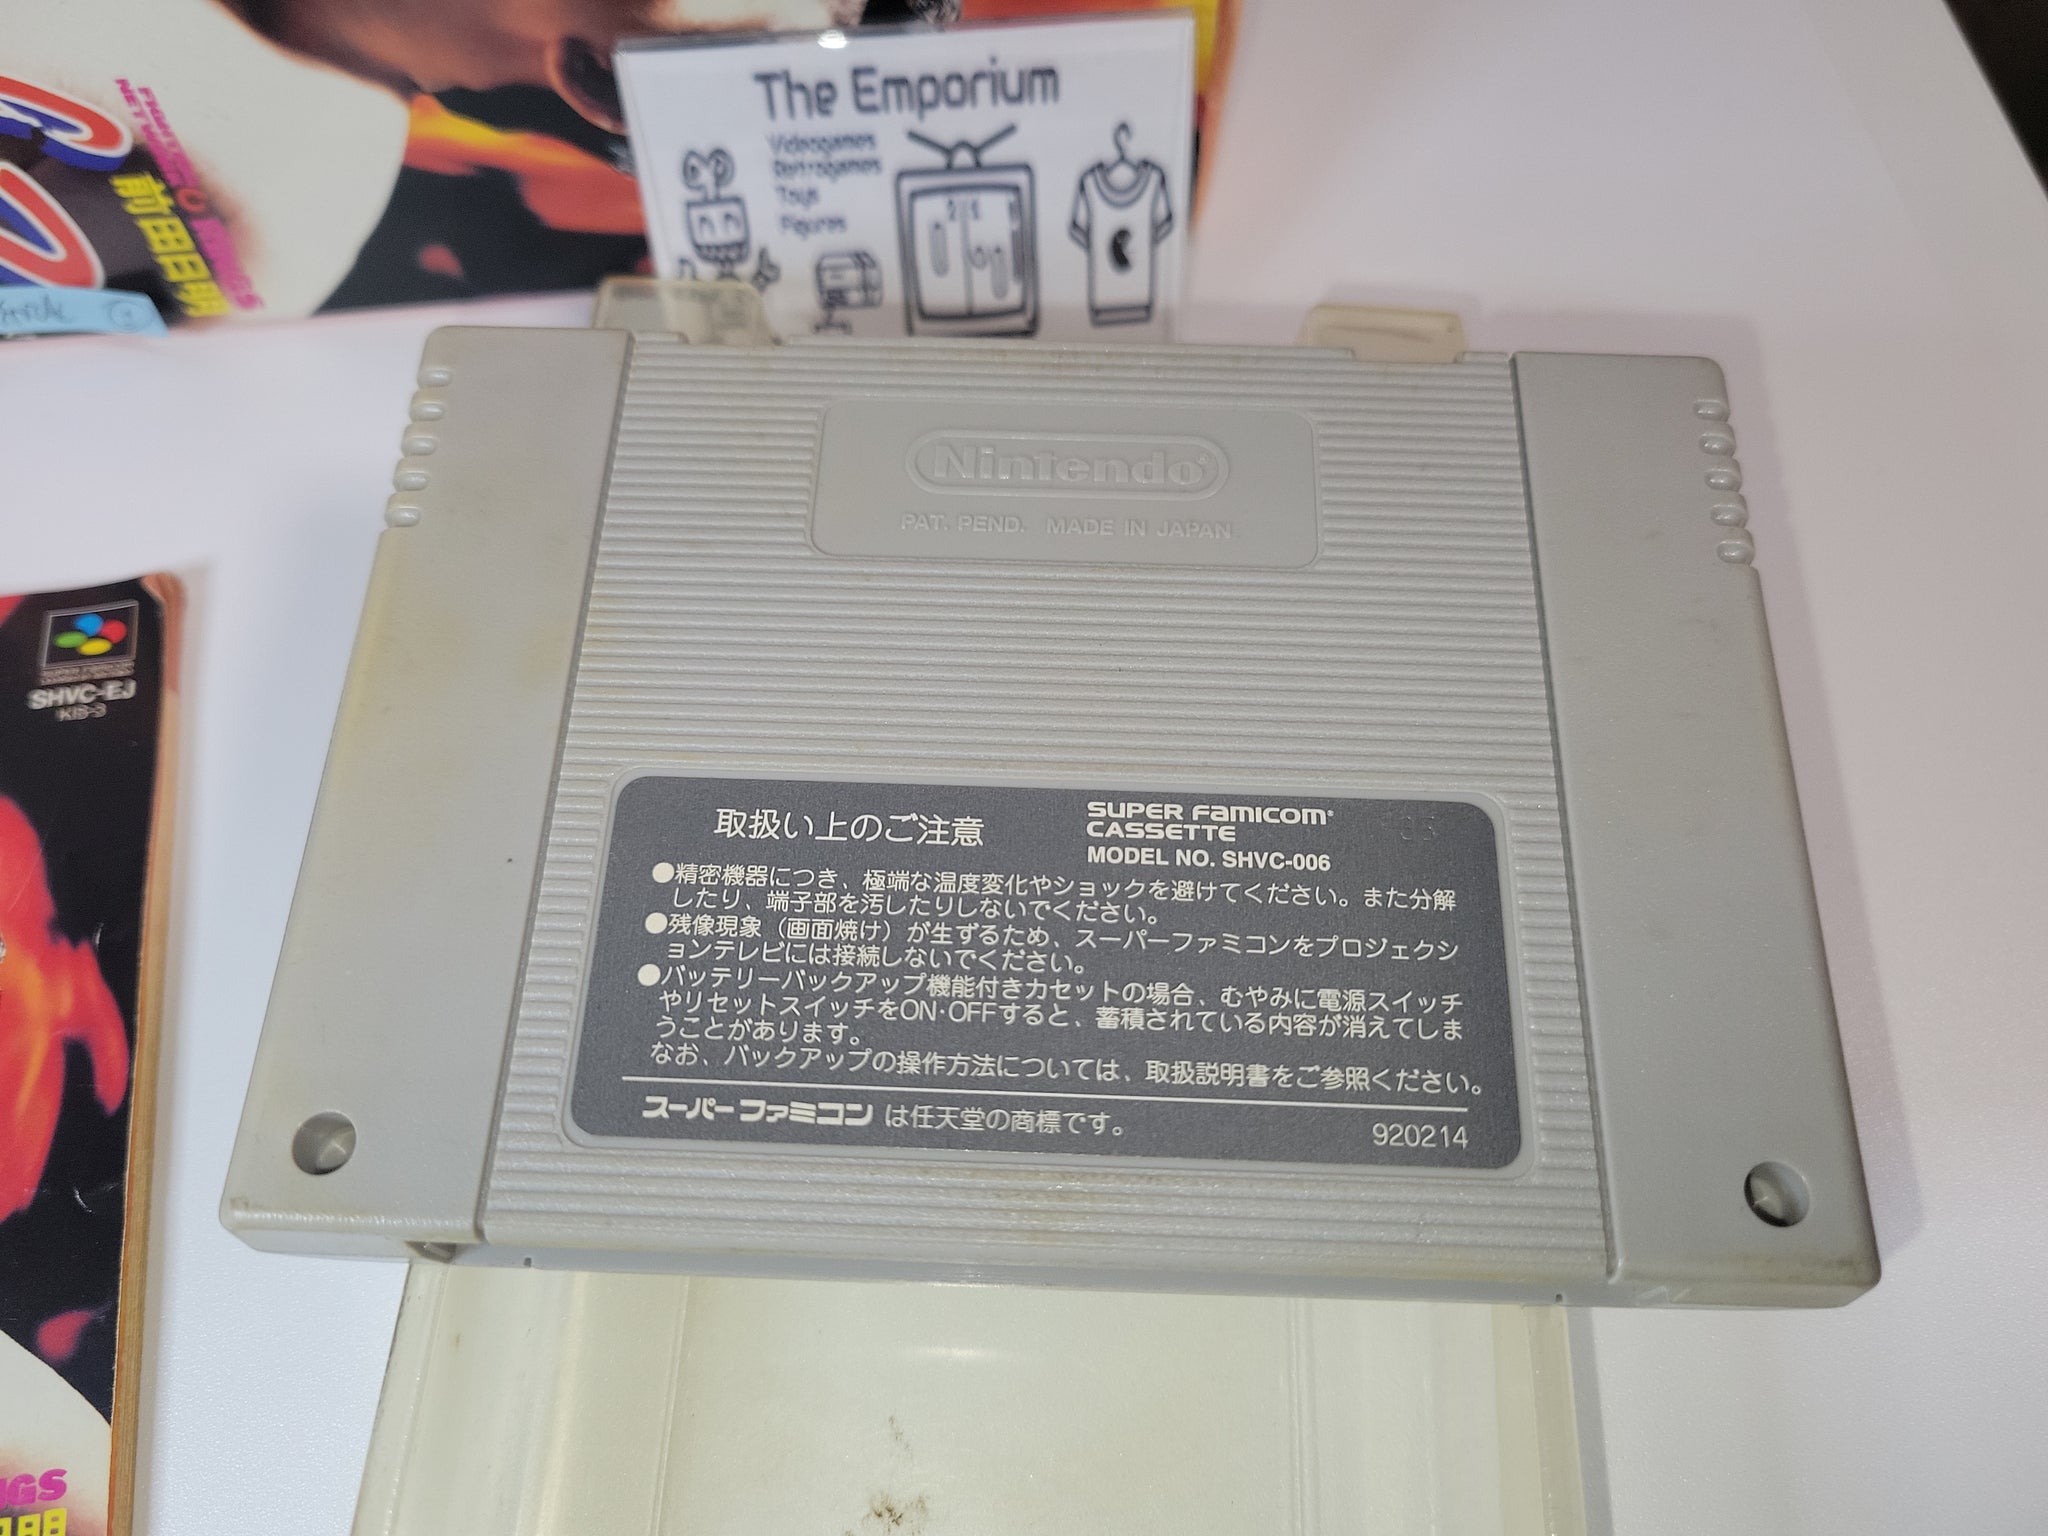 The Emporium
Videogames
Retrogames
Toys
Figures
FIGHTING
NETWORK
RINGS
前田日明
SHVC-EJ
KIB-3
Nintendo®
PAT. PEND. MADE IN JAPAN
取扱い上のご注意
SUPER FAMICOM®
CASSETTE
MODEL NO. SHVC-006
●精密機器につき、極端な温度変化やショックを避けてください。また分解
したり、端子部を汚したりしないでください。
●残像現象（画面焼け）が生ずるため、スーパーファミコンをプロジェクシ
ョンテレビには接続しないでください。
●バッテリーバックアップ機能付きカセットの場合、むやみに電源スイッチ
やリセットスイッチをON·OFFすると、蓄積されている内容が消えてしま
うことがあります。
なお、バックアップの操作方法については、取扱説明書をご参照ください。
スーパーファミコン は任天堂の商標です。
920214